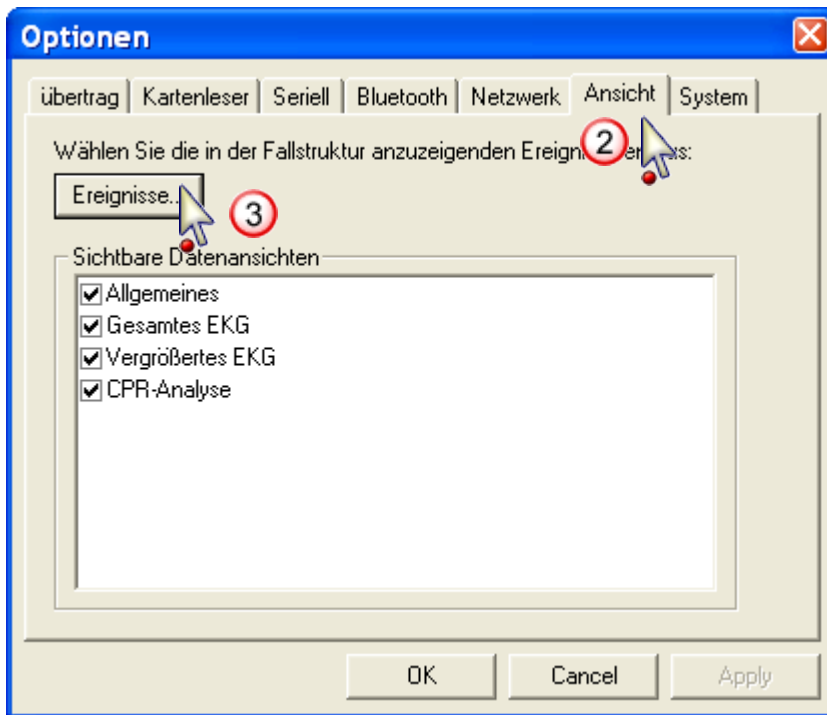 Optionen
übertrag Kartenleser Seriell Bluetooth Netzwerk Ansicht System
2
Wählen Sie die in der Fallstruktur anzuzeigenden
Ereignisse..
3
Sichtbare Datenansichten
Allgemeines
Gesamtes EKG
Vergrößertes EKG
CPR-Analyse
OK Cancel Apply